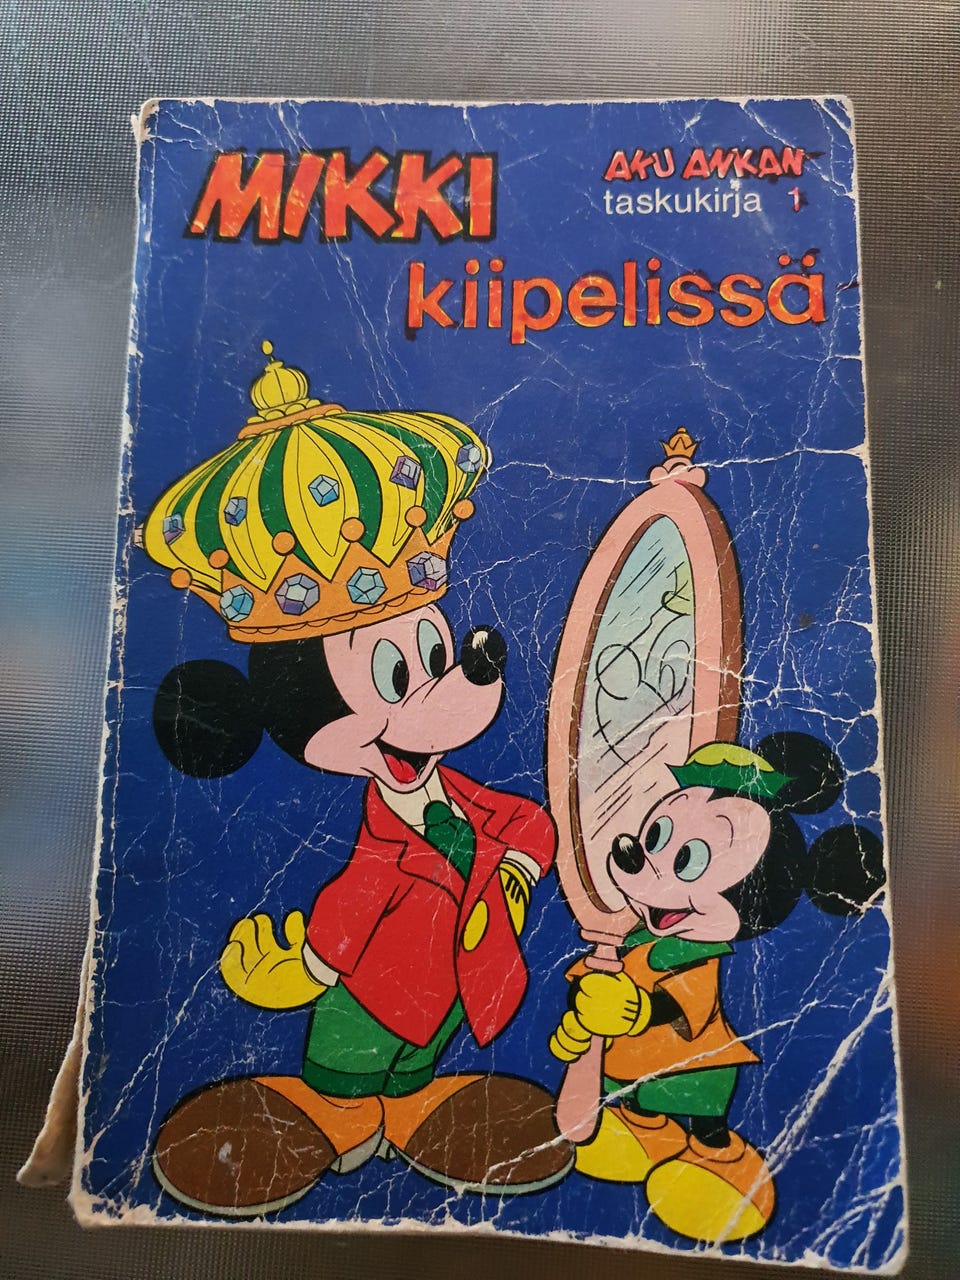 MIKKI
AKU ANKAN
taskukirja 1
kiipelissä